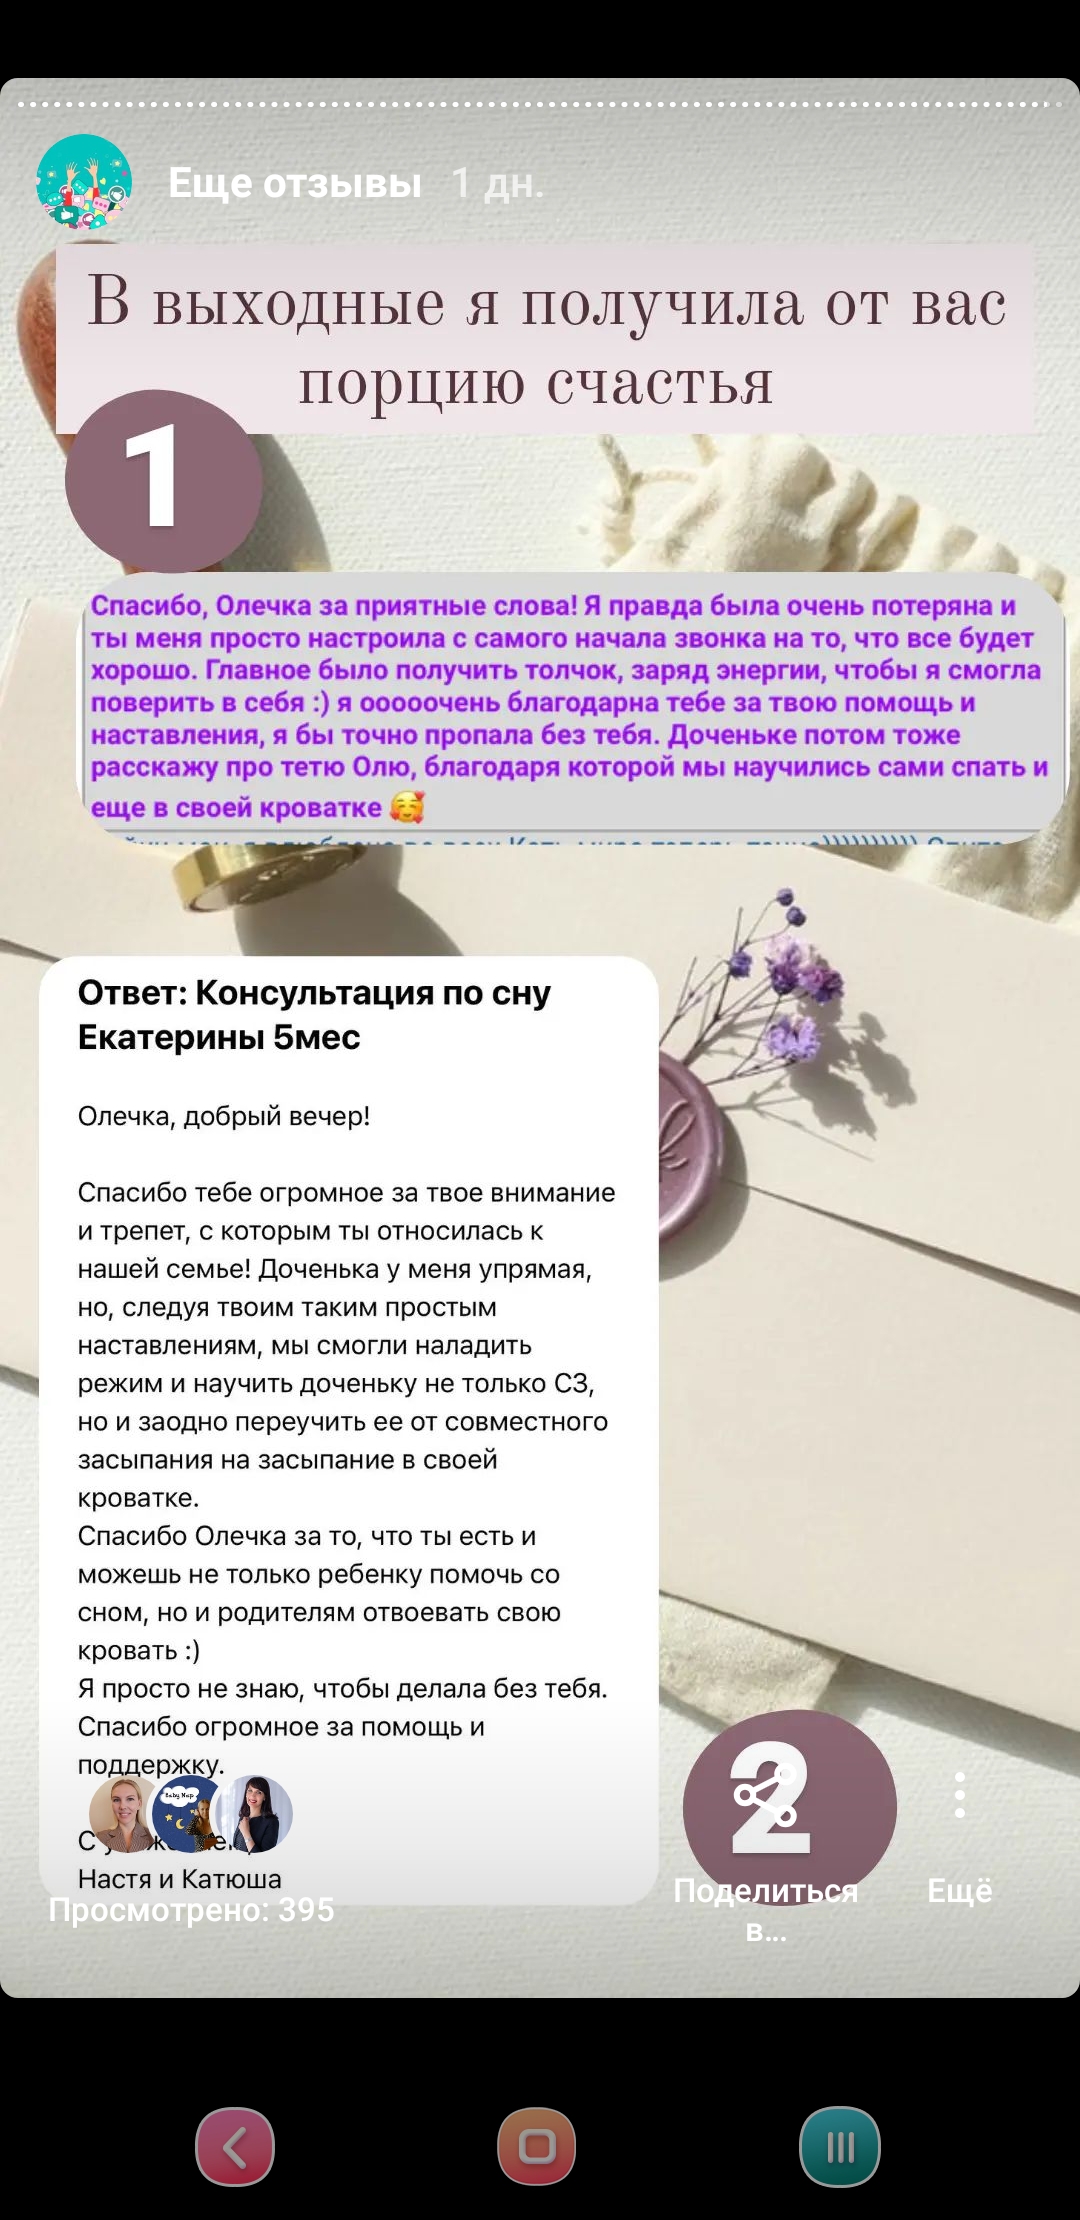 Еще отзывы 1 дн.
В выходные я получила от вас
порцию счастья
1
Спасибо, Олечка за приятные слова! Я правда была очень потеряна и
ты меня просто настроила с самого начала звонка на то, что все будет
хорошо. Главное было получить толчок, заряд энергии, чтобы я смогла
поверить в себя :) я ооооочень благодарна тебе за твою помощь и
наставления, я бы точно пропала без тебя. Доченьке потом тоже
расскажу про тетю Олю, благодаря которой мы научились сами спать и
еще в своей кроватке 🥰
Ответ: Консультация по сну
Екатерины 5мес
Олечка, добрый вечер!
Спасибо тебе огромное за твое внимание
и трепет, с которым ты относилась к
нашей семье! Доченька у меня упрямая,
но, следуя твоим таким простым
наставлениям, мы смогли наладить
режим и научить доченьку не только СЗ,
но и заодно переучить ее от совместного
засыпания на засыпание в своей
кроватке.
Спасибо Олечка за то, что ты есть и
можешь не только ребенку помочь со
сном, но и родителям отвоевать свою
кровать :)
Я просто не знаю, чтобы делала без тебя.
Спасибо огромное за помощь и
поддержку.
Baby Nap
С
Настя и Катюша
2
Просмотрено: 395
Поделиться
в...
Ещё